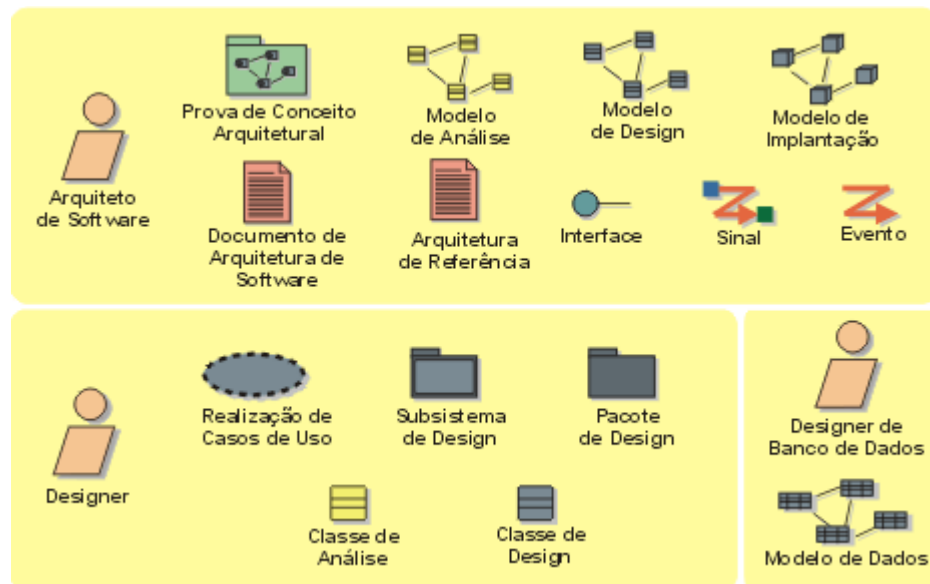 Prova de Conceito
Arquitetural
Modelo
de Análise
Modelo
de Design
Modelo de
Implantação
Arquiteto
de Software
Documento de
Arquitetura de
Software
Arquitetura
de Referência
Interface
Sinal
Evento
Realização de
Casos de Uso
Subsistema
de Design
Pacote
de Design
Designer
Classe de
Análise
Classe de
Design
Designer de
Banco de Dados
Modelo de Dados